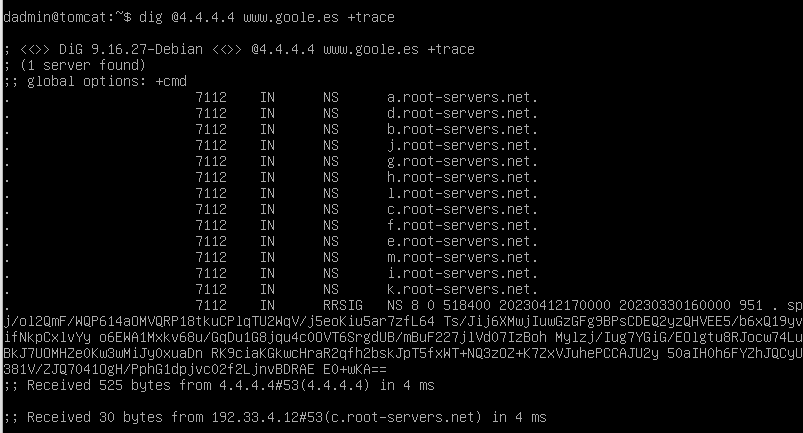 dadmin@tomcat:~$ dig @4.4.4.4 www.goole.es +trace
; <<>> DiG 9.16.27-Debian <<>> @4.4.4.4 www.goole.es +trace
; (1 server found)
;; global options: +cmd
. 7112 IN NS a.root-servers.net.
. 7112 IN NS d.root-servers.net.
. 7112 IN NS b.root-servers.net.
. 7112 IN NS j.root-servers.net.
. 7112 IN NS g.root-servers.net.
. 7112 IN NS h.root-servers.net.
. 7112 IN NS l.root-servers.net.
. 7112 IN NS c.root-servers.net.
. 7112 IN NS f.root-servers.net.
. 7112 IN NS e.root-servers.net.
. 7112 IN NS m.root-servers.net.
. 7112 IN NS i.root-servers.net.
. 7112 IN NS k.root-servers.net.
. 7112 IN RRSIG NS 8 0 518400 20230412170000 20230330160000 951 . sp
j/ol2QmF/WQP614aOMVQRP18tkuCPlqTU2WqV/j5eoKiu5ar7zfL64 Ts/Jij6XMwjIuwGzGFg9BPsCDEQ2yzQHVEE5/b6xQ19yv
ifNkpCxlvYy o6EWA1Mxkv68u/GqDu1G8jqu4cOOVT6SrgdUB/mBuF227jlVd07IzBoh Mylzj/Iug7YGiG/EOlgtu8RJocw74Lu
BKJ7UOMHZe0Kw3wMiJyOxuaDn RK9ciaKGkwcHraR2qfh2bskJpT5fxWT+NQ3zOZ+K7ZxVJuhePCCAJU2y 50aIH0h6FYZhJQCyU
381V/ZJQ7041OgH/PphG1dpjvcO2f2LjnvBDRAE E0+wKA==
;; Received 525 bytes from 4.4.4.4#53(4.4.4.4) in 4 ms
;; Received 30 bytes from 192.33.4.12#53(c.root-servers.net) in 4 ms